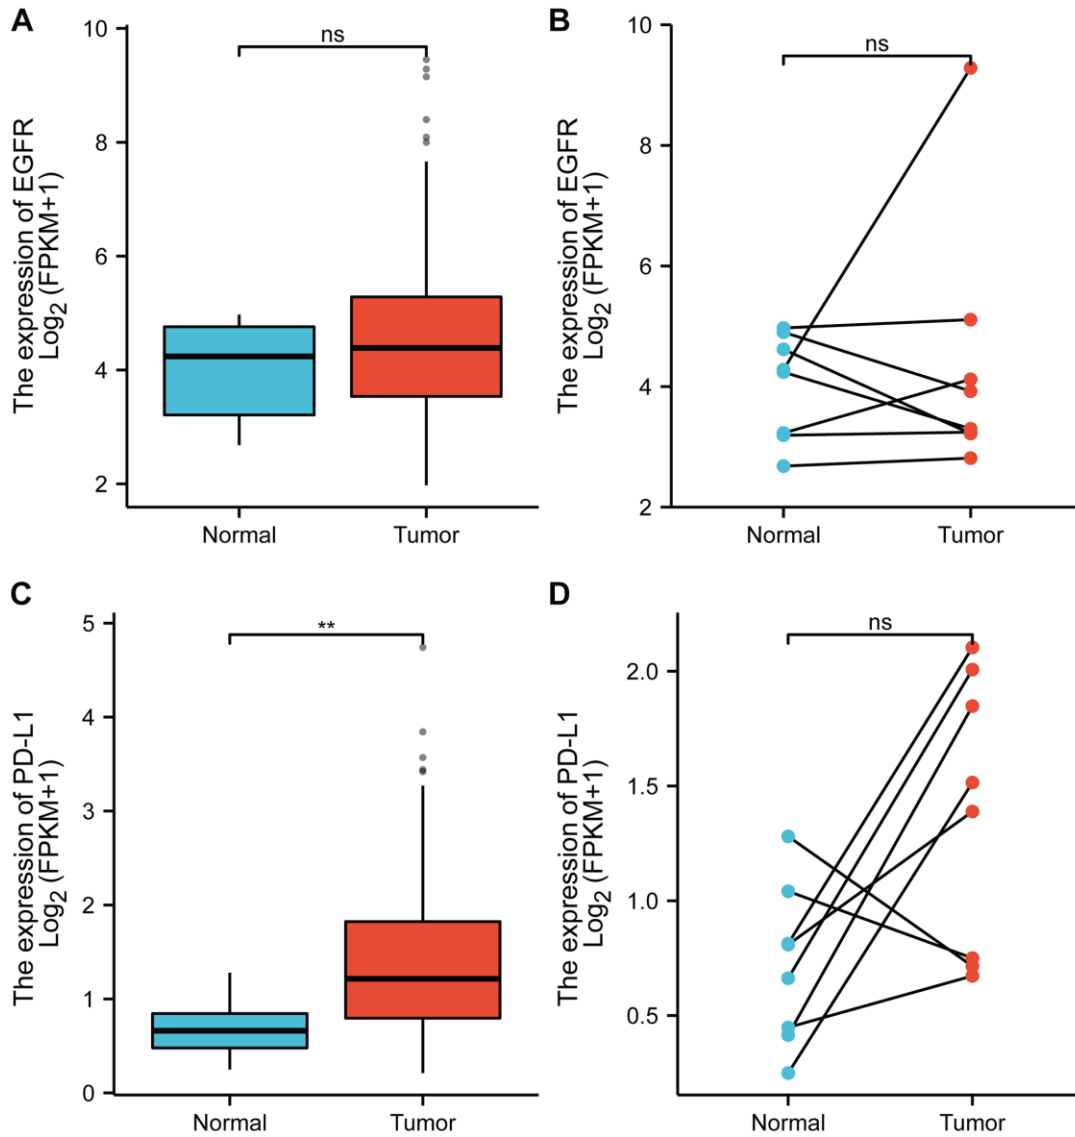 A
The expression of EGFR
Log2 (FPKM+1)
10
8
6
4
2
ns
Normal
Tumor
B
The expression of EGFR
Log2 (FPKM+1)
10
8
6
4
2
ns
Normal
Tumor
C
The expression of PD-L1
Log2 (FPKM+1)
5
4
3
2
1
0
**
Normal
Tumor
D
The expression of PD-L1
Log2 (FPKM+1)
2.0
1.5
1.0
0.5
ns
Normal
Tumor